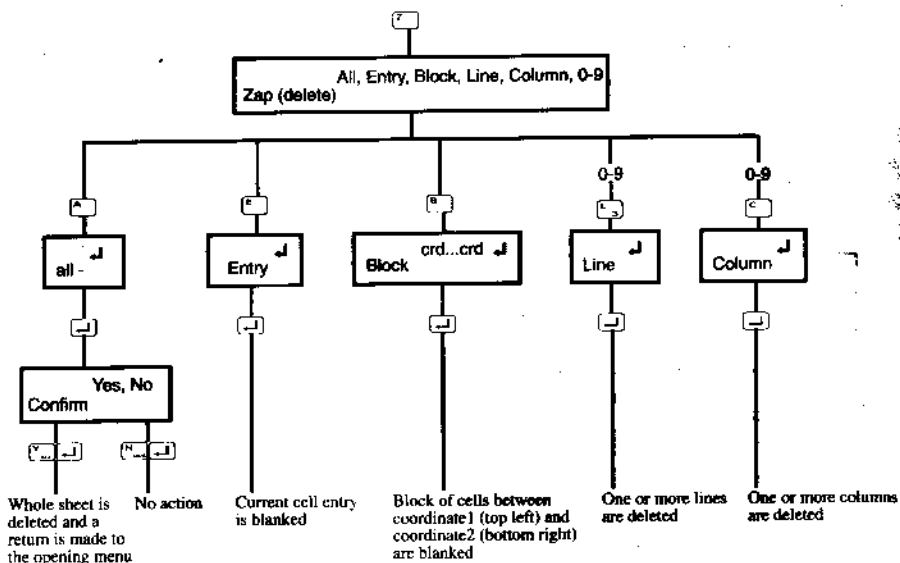 Z
All, Entry, Block, Line, Column, 0-9
Zap (delete)
0-9
0-9
A
E
B
L
C
all -
Entry
crd...crd
Block
Line
Column
Yes, No
Confirm
Y
N
Whole sheet is
deleted and a
return is made to
the opening menu
No action
Current cell entry
is blanked
Block of cells between
coordinate1 (top left) and
coordinate2 (bottom right)
are blanked
One or more lines
are deleted
One or more columns
are deleted